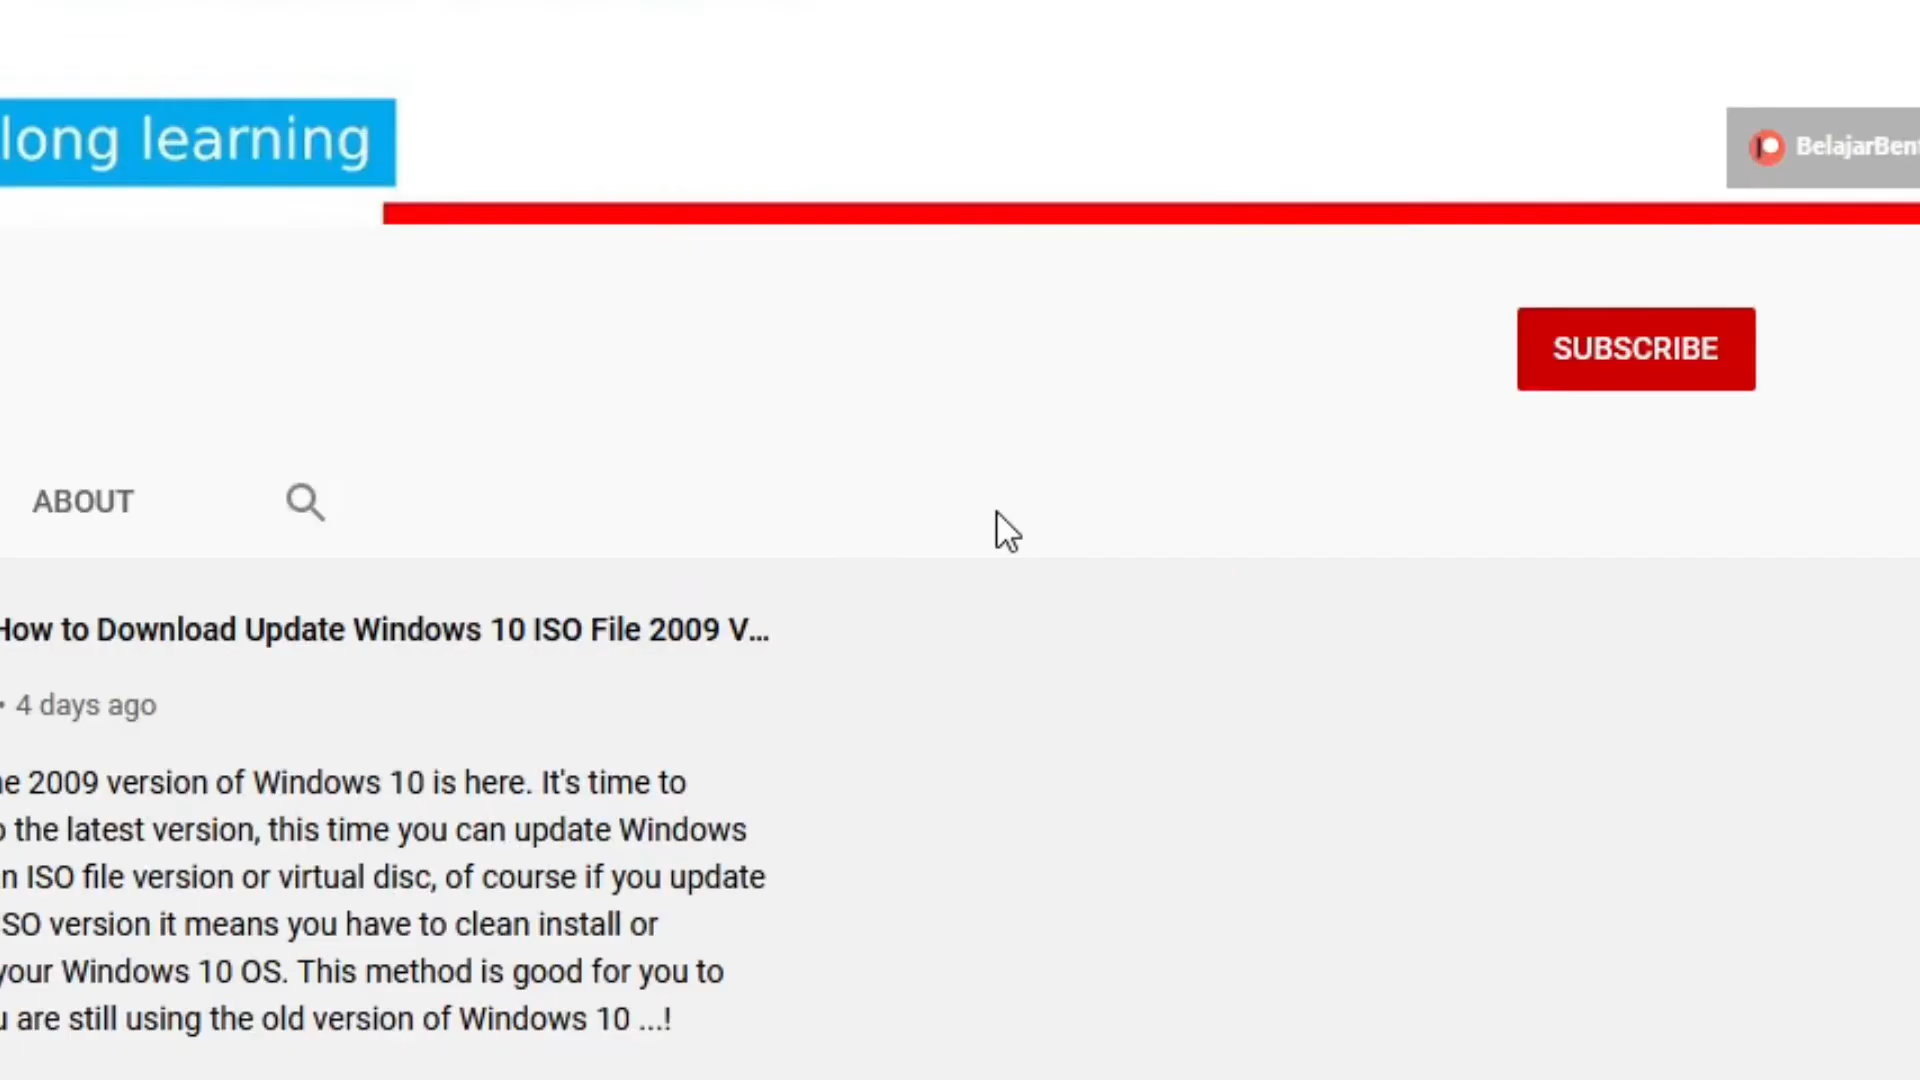 long learning
SUBSCRIBE
ABOUT
How to Download Update Windows 10 ISO File 2009 V...
• 4 days ago
2009 version of Windows 10 is here. It's time to
the latest version, this time you can update Windows
ISO file version or virtual disc, of course if you update
version it means you have to clean install or
your Windows 10 OS. This method is good for you to
are still using the old version of Windows 10 ...!